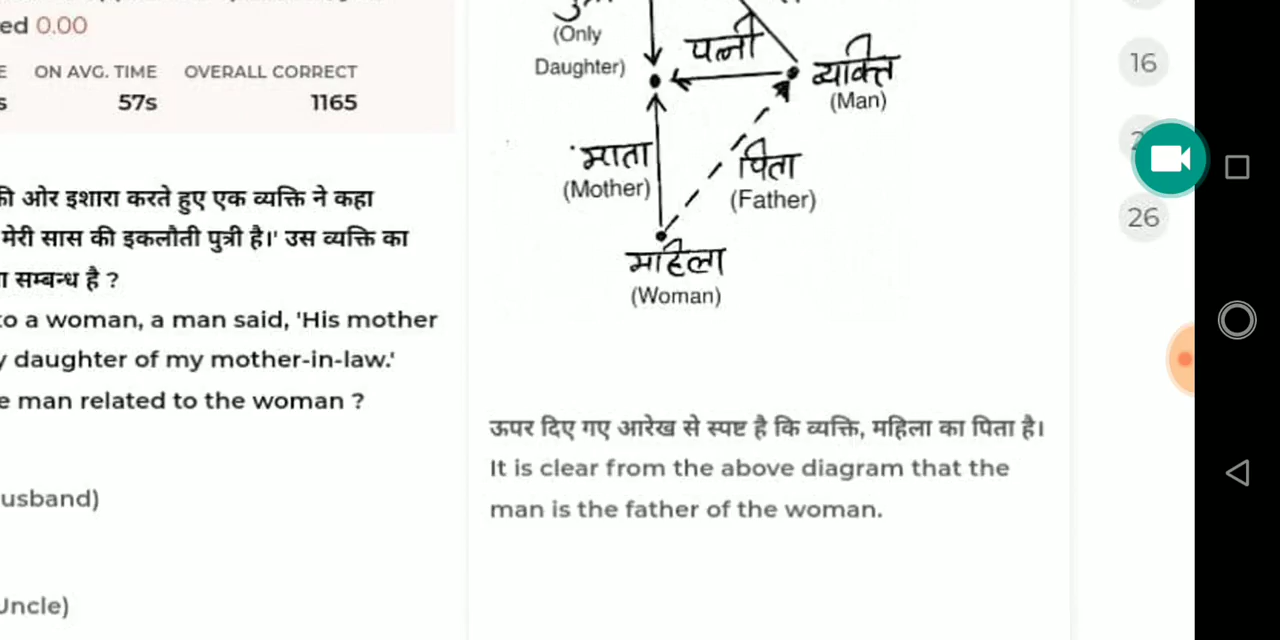 ed 0.00
E ON AVG. TIME OVERALL CORRECT
s 57s 1165
की ओर इशारा करते हुए एक व्यक्ति ने कहा
मेरी सास की इकलौती पुत्री है।' उस व्यक्ति का
सम्बन्ध है ?
to a woman, a man said, 'His mother
y daughter of my mother-in-law.'
e man related to the woman ?
usband)
Uncle)
(Only
Daughter)
पत्नी
व्यक्ति
(Man)
माता
(Mother)
पिता
(Father)
महिला
(Woman)
ऊपर दिए गए आरेख से स्पष्ट है कि व्यक्ति, महिला का पिता है।
It is clear from the above diagram that the
man is the father of the woman.
16
26